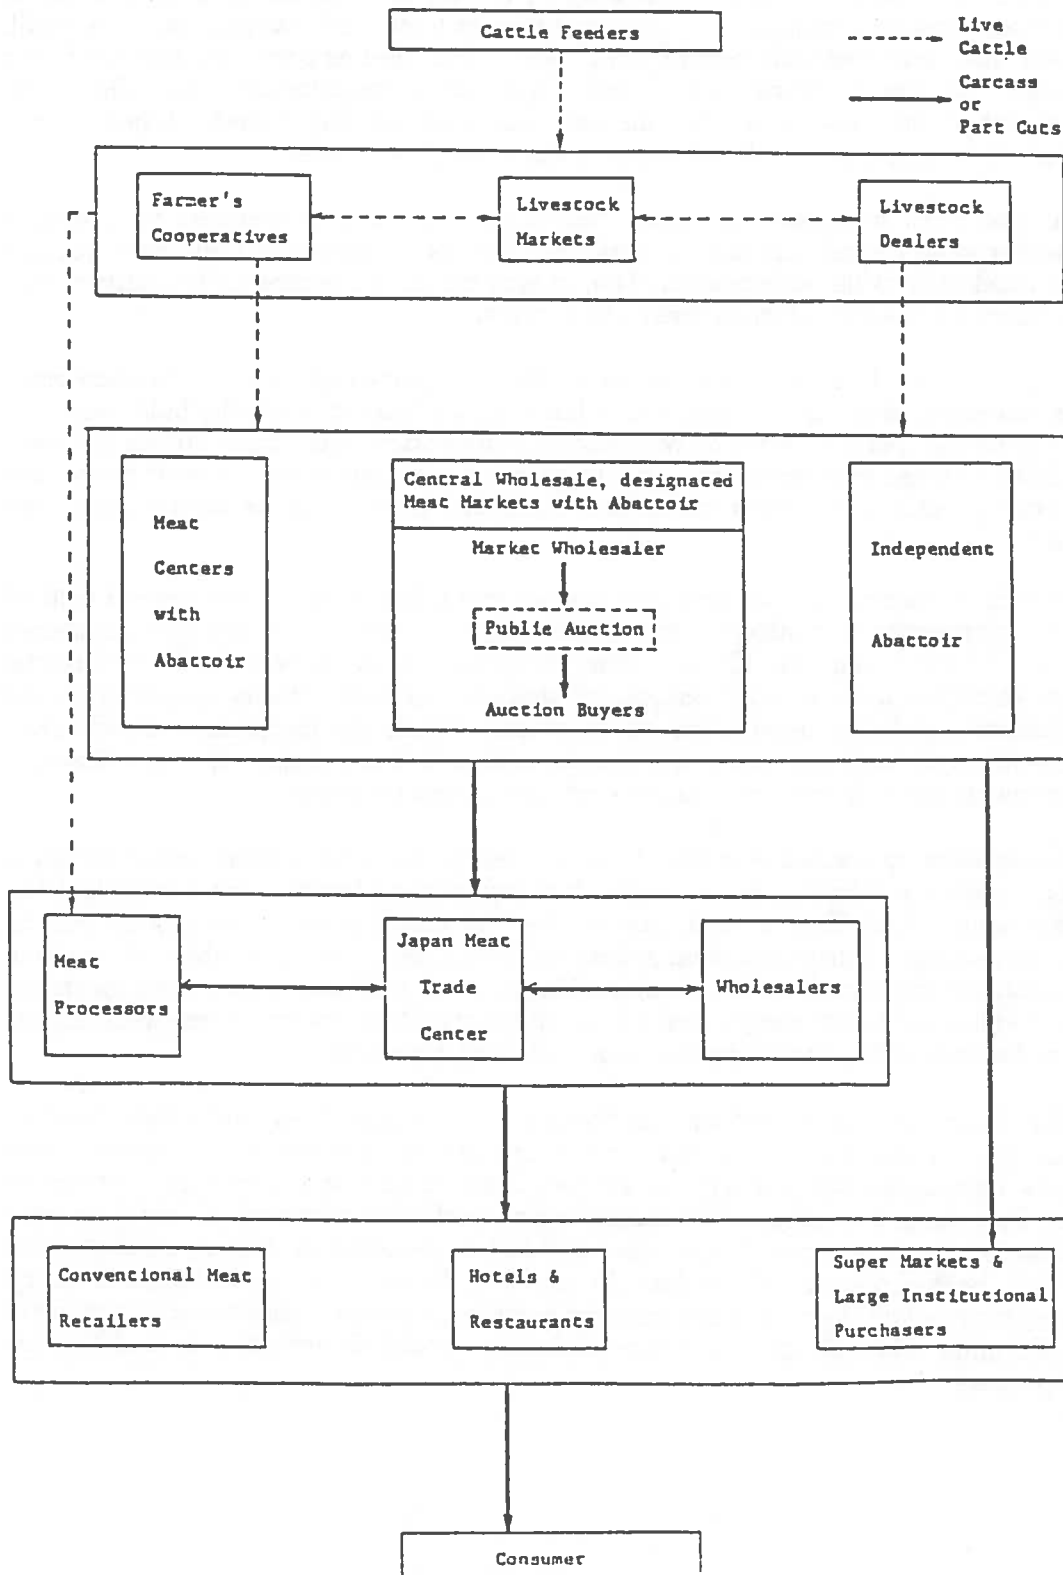 Cattle Feeders
Live
Cattle
Carcass
or
Part Cuts
Farmer's
Cooperatives
Livestock
Markets
Livestock
Dealers
Meat
Centers
with
Abattoir
Central Wholesale, designaced
Meat Markets with Abattoir
Market Wholesaler
Public Auction
Auction Buyers
Independent
Abattoir
Meat
Processors
Japan Meat
Trade
Center
Wholesalers
Conventional Meat
Retailers
Hotels &
Restaurants
Super Markets &
Large Institutional
Purchasers
Consumer